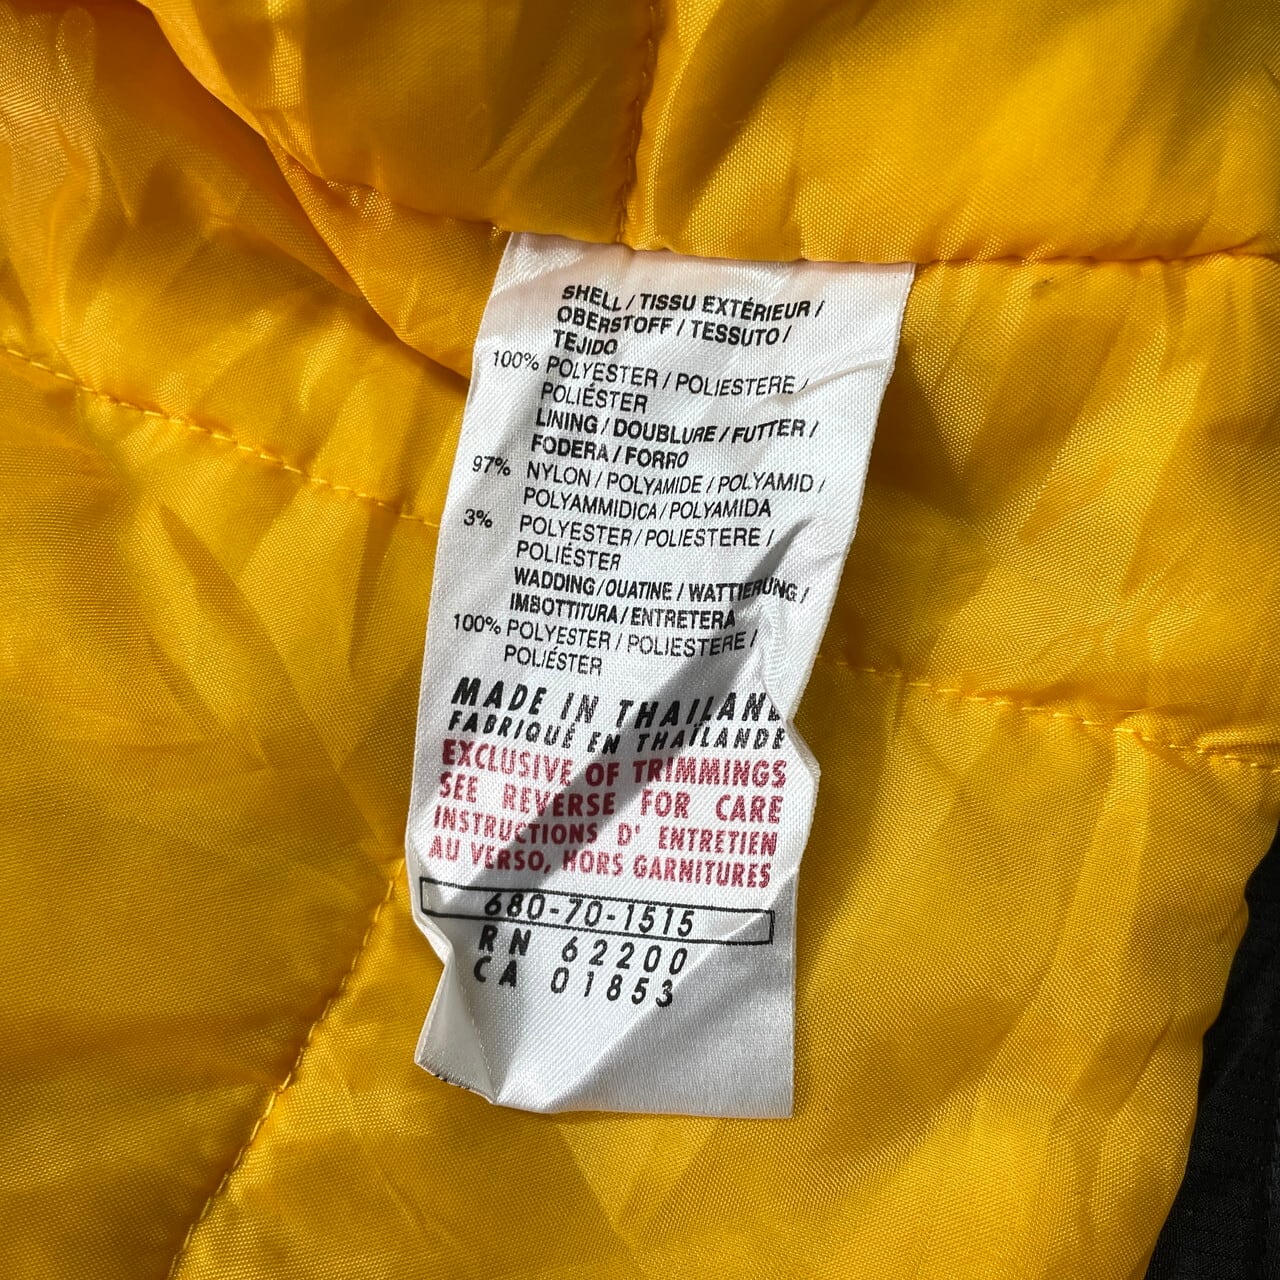 SHELL / TISSU EXTÉRIEUR /
OBERSTOFF / TESSUTO /
TEJIDO
100% POLYESTER / POLIESTERE /
POLIÉSTER
LINING / DOUBLURE / FUTTER /
FODERA / FORRO
97% NYLON / POLYAMIDE / POLYAMID /
POLYAMMIDICA / POLYAMIDA
3% POLYESTER / POLIESTERE /
POLIÉSTER
WADDING / OUATINE / WATTIERUNG /
IMBOTTITURA / ENTRETERA
100% POLYESTER / POLIESTERE /
POLIÉSTER
MADE IN THAILAND
FABRIQUÉ EN THAÏLANDE
EXCLUSIVE OF TRIMMINGS
SEE REVERSE FOR CARE
INSTRUCTIONS D' ENTRETIEN
AU VERSO, HORS GARNITURES
680-70-1515
RN 62200
CA 01853